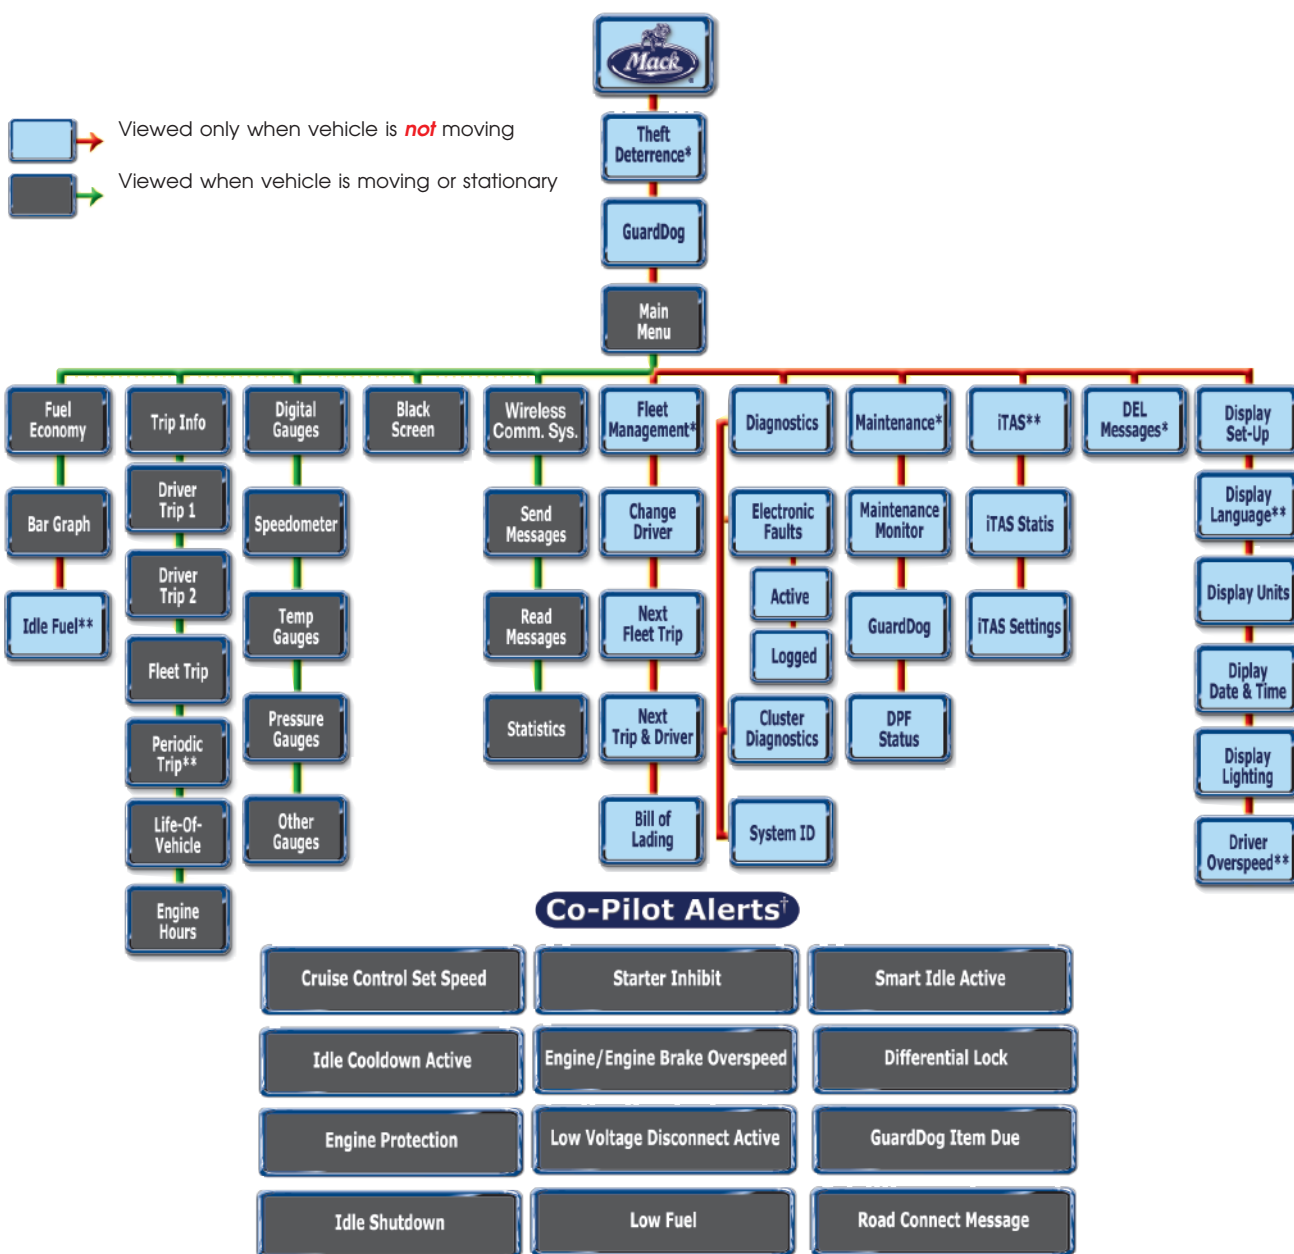 Mack
Viewed only when vehicle is not moving
Viewed when vehicle is moving or stationary
Theft
Deterrence*
GuardDog
Main
Menu
Fuel
Economy
Trip Info
Digital
Gauges
Black
Screen
Wireless
Comm. Sys.
Fleet
Management*
Diagnostics
Maintenance*
iTAS**
DEL
Messages*
Display
Set-Up
Bar Graph
Idle Fuel**
Driver
Trip 1
Driver
Trip 2
Fleet Trip
Periodic
Trip**
Life-Of-
Vehicle
Engine
Hours
Speedometer
Temp
Gauges
Pressure
Gauges
Other
Gauges
Send
Messages
Read
Messages
Statistics
Change
Driver
Next
Fleet Trip
Next
Trip & Driver
Bill of
Lading
Electronic
Faults
Active
Logged
Cluster
Diagnostics
System ID
Maintenance
Monitor
GuardDog
DPF
Status
iTAS Statis
iTAS Settings
Display
Language**
Display Units
Diplay
Date & Time
Display
Lighting
Driver
Overspeed**
Co-Pilot Alerts†
Cruise Control Set Speed
Starter Inhibit
Smart Idle Active
Idle Cooldown Active
Engine/Engine Brake Overspeed
Differential Lock
Engine Protection
Low Voltage Disconnect Active
GuardDog Item Due
Idle Shutdown
Low Fuel
Road Connect Message